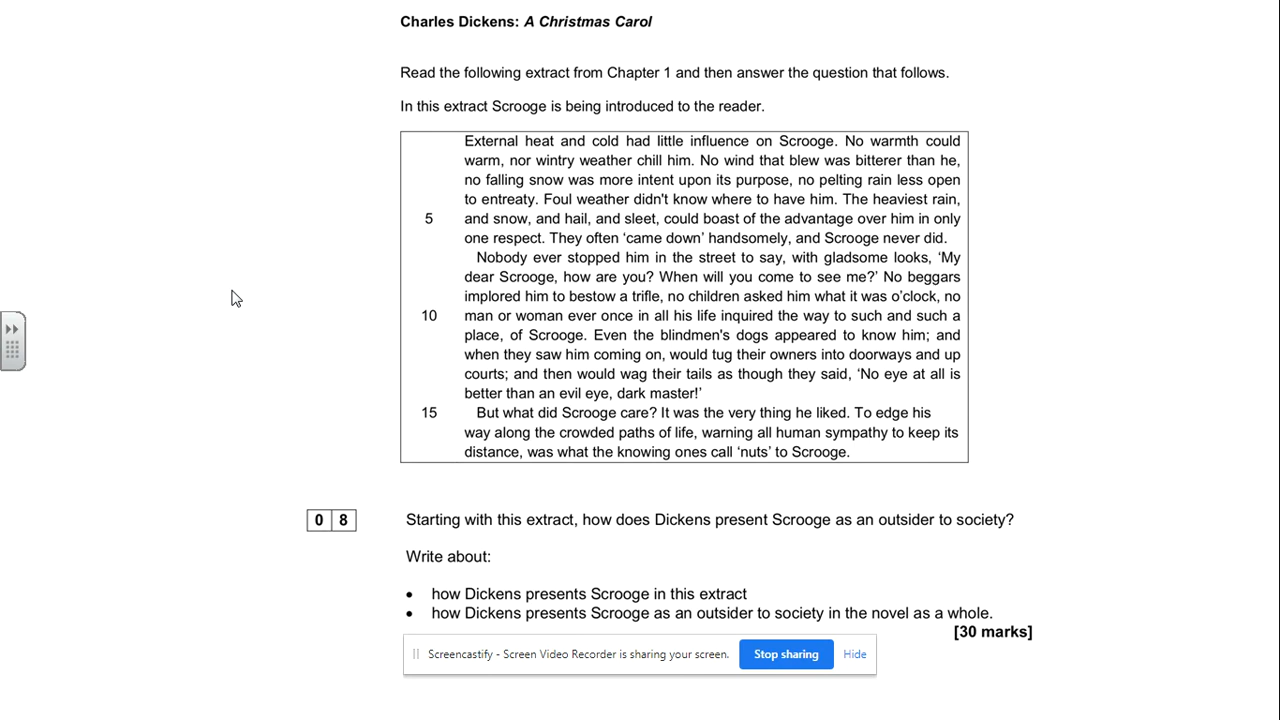 Charles Dickens: A Christmas Carol
Read the following extract from Chapter 1 and then answer the question that follows.
In this extract Scrooge is being introduced to the reader.
External heat and cold had little influence on Scrooge. No warmth could
warm, nor wintry weather chill him. No wind that blew was bitterer than he,
no falling snow was more intent upon its purpose, no pelting rain less open
to entreaty. Foul weather didn't know where to have him. The heaviest rain,
5 and snow, and hail, and sleet, could boast of the advantage over him in only
one respect. They often ‘came down’ handsomely, and Scrooge never did.
Nobody ever stopped him in the street to say, with gladsome looks, ‘My
dear Scrooge, how are you? When will you come to see me?’ No beggars
implored him to bestow a trifle, no children asked him what it was o’clock, no
10 man or woman ever once in all his life inquired the way to such and such a
place, of Scrooge. Even the blindmen's dogs appeared to know him; and
when they saw him coming on, would tug their owners into doorways and up
courts; and then would wag their tails as though they said, ‘No eye at all is
better than an evil eye, dark master!’
15 But what did Scrooge care? It was the very thing he liked. To edge his
way along the crowded paths of life, warning all human sympathy to keep its
distance, was what the knowing ones call ‘nuts’ to Scrooge.
0 8 Starting with this extract, how does Dickens present Scrooge as an outsider to society?
Write about:
• how Dickens presents Scrooge in this extract
• how Dickens presents Scrooge as an outsider to society in the novel as a whole.
[30 marks]
Screencastify - Screen Video Recorder is sharing your screen. Stop sharing Hide